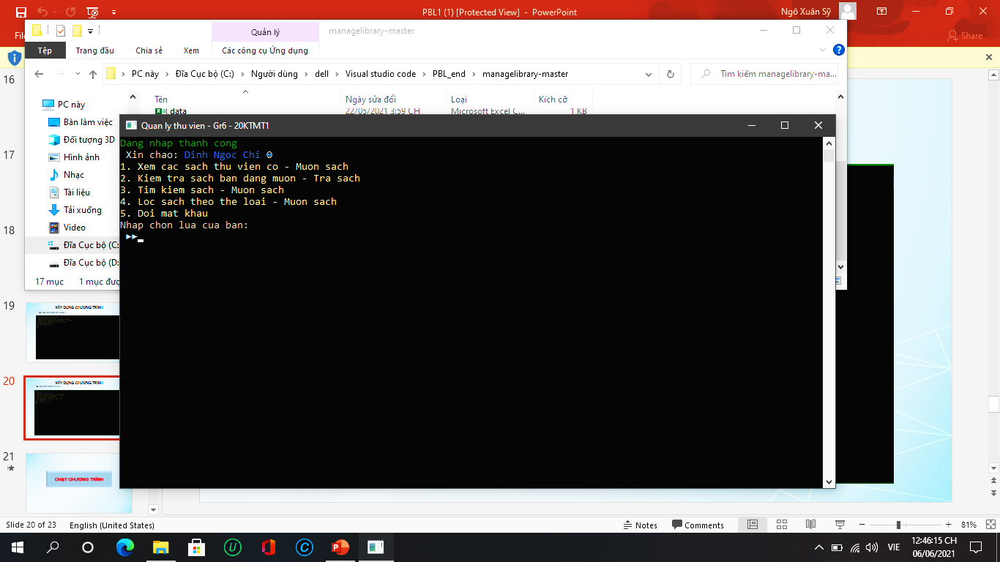 PBL1 (1) [Protected View] - PowerPoint
Ngô Xuân Sỹ
Share
Quản lý
managelibrary-master
Tệp
Trang đầu
Chia sẻ
Xem
Các công cụ Ứng dụng
PC này > Đĩa Cục bộ (C:) > Người dùng > dell > Visual studio code > PBL_end > managelibrary-master
Tìm kiếm managelibrary-ma...
PC này
Bàn làm việc
Đối tượng 3D
Hình ảnh
Nhạc
Tài liệu
Tải xuống
Video
Đĩa Cục bộ (C:
Đĩa Cục bộ (D:
17 mục
1 mục đượ
Tên
Ngày sửa đổi
Loại
Kích cỡ
data
22/05/2021 3:59 CH
Microsoft Excel C...
1 KB
Quan ly thu vien - Gr6 - 20KTMT1
Dang nhap thanh cong
Xin chao: Dinh Ngoc Chi
1. Xem cac sach thu vien co - Muon sach
2. Kiem tra sach ban dang muon - Tra sach
3. Tim kiem sach - Muon sach
4. Loc sach theo the loai - Muon sach
5. Doi mat khau
Nhap chon lua cua ban:
►►
16
17
18
19
XÂY DỰNG CHƯƠNG TRÌNH
20
XÂY DỰNG CHƯƠNG TRÌNH
21
CHẠY CHƯƠNG TRÌNH
Slide 20 of 23
English (United States)
Notes
Comments
81%
VIE
12:46:15 CH
06/06/2021